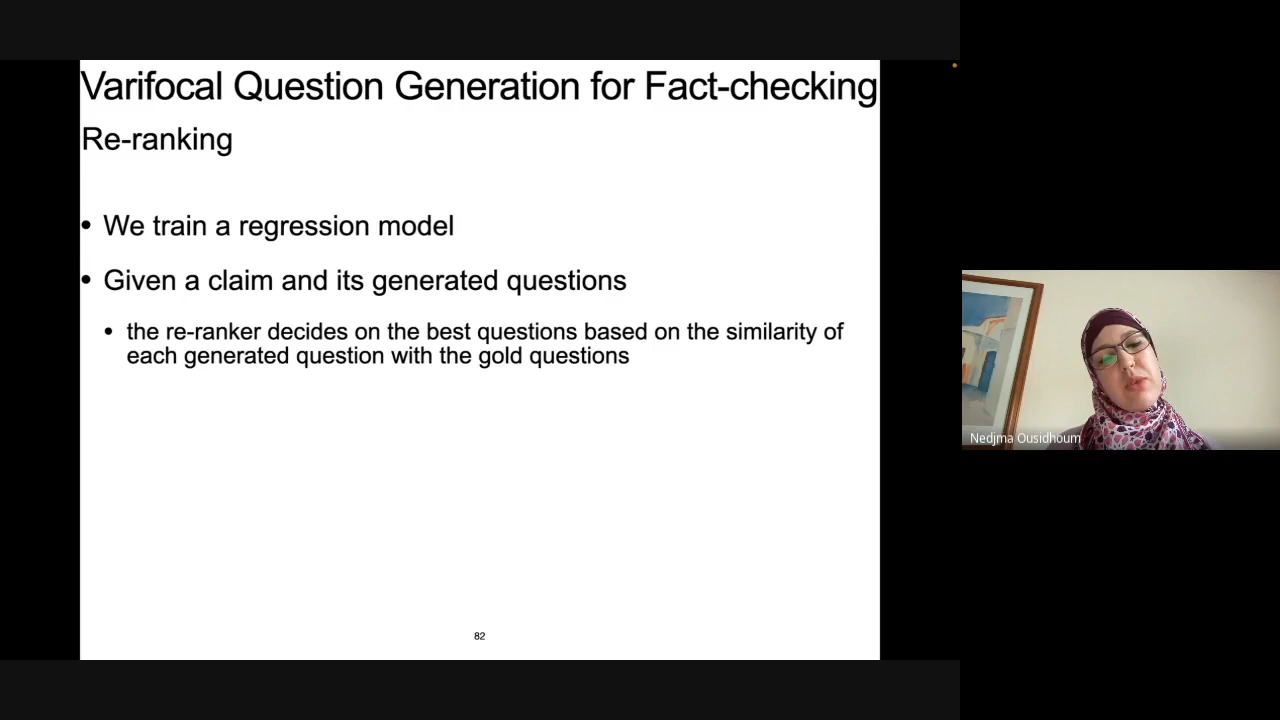 Varifocal Question Generation for Fact-checking
Re-ranking
• We train a regression model
• Given a claim and its generated questions
• the re-ranker decides on the best questions based on the similarity of
each generated question with the gold questions
82
Nedjma Ousidhoum